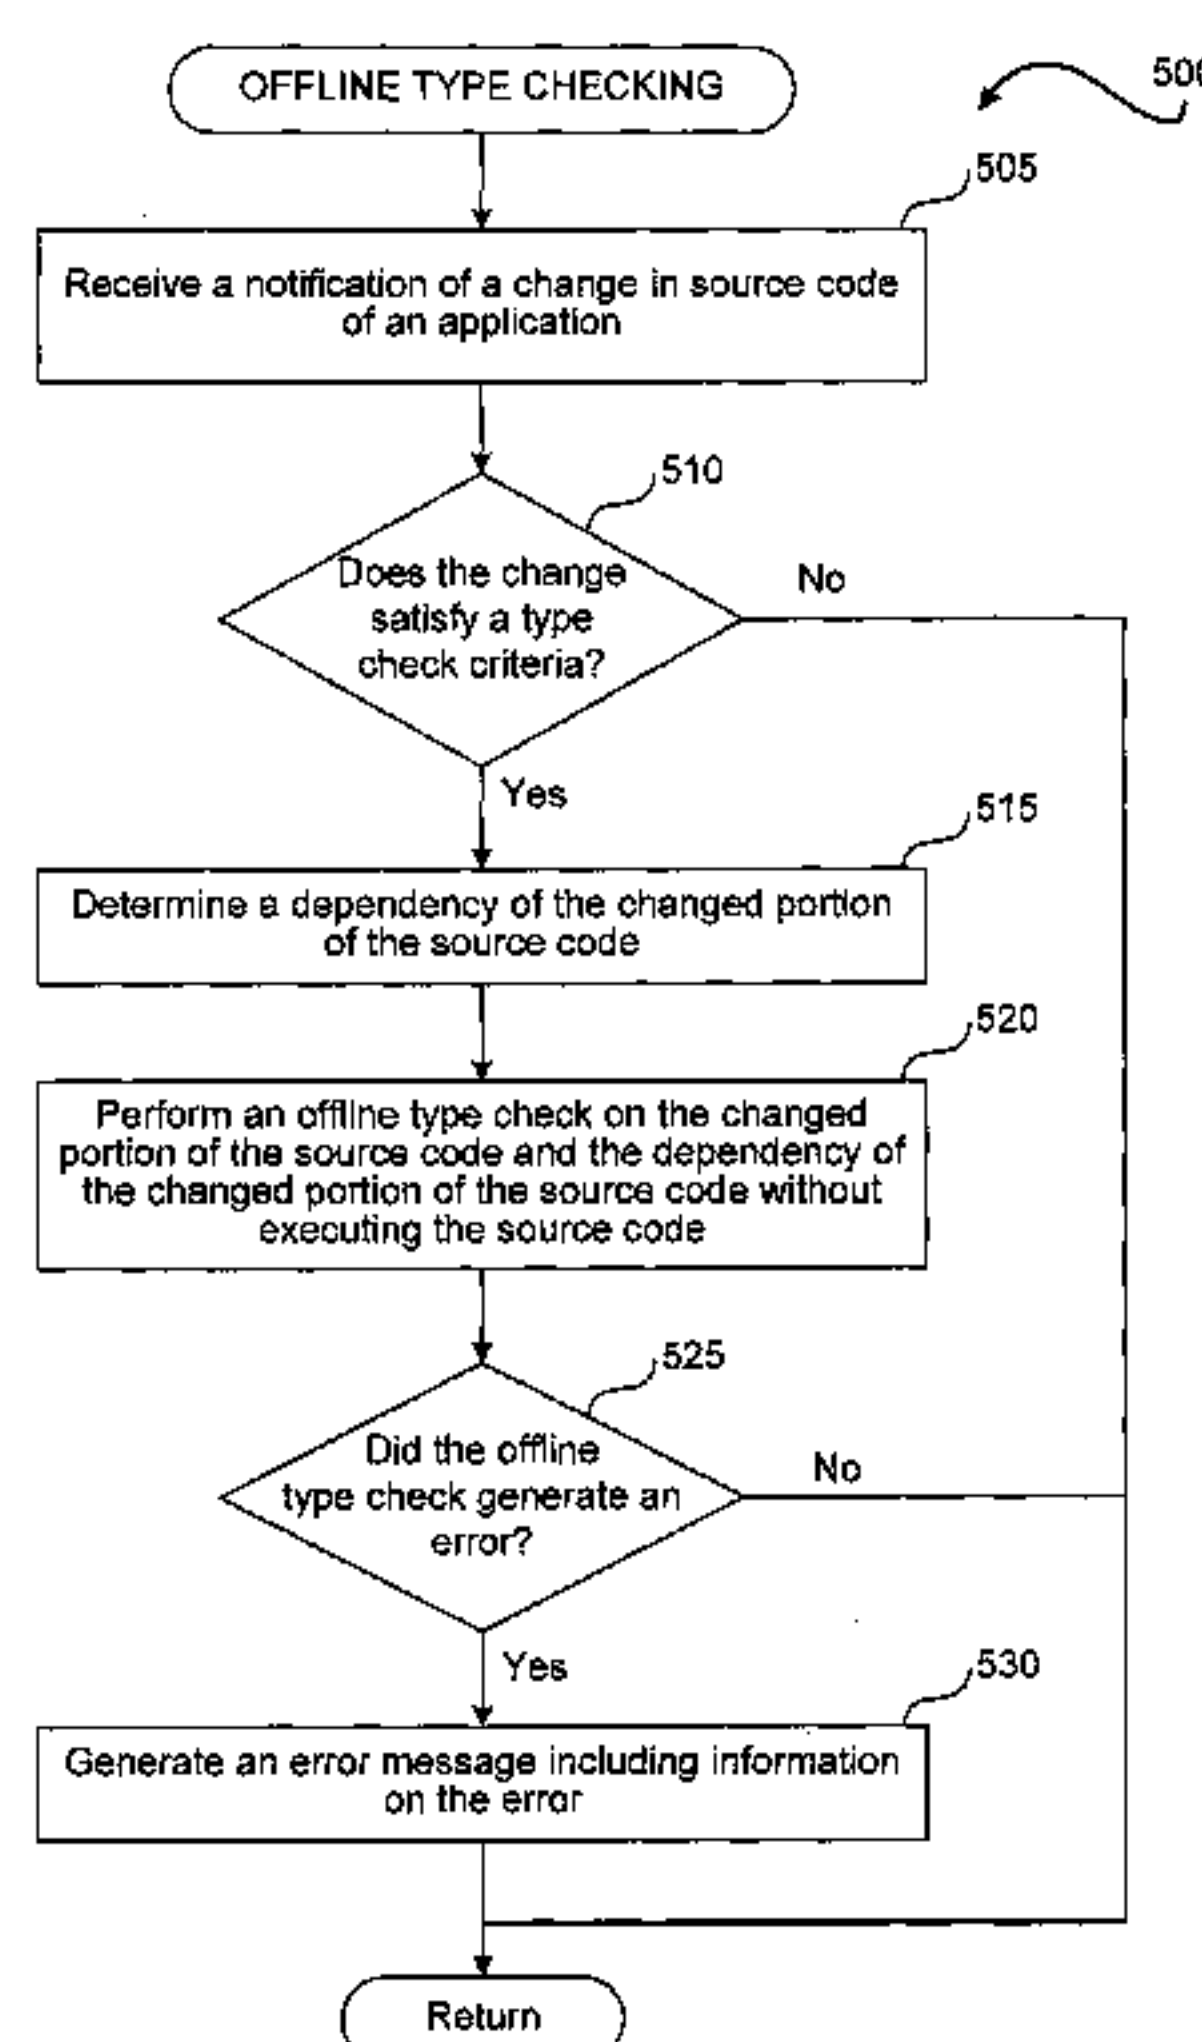 OFFLINE TYPE CHECKING
505
Receive a notification of a change in source code
of an application
510
Does the change
satisfy a type
check criteria?
No
Yes
515
Determine a dependency of the changed portion
of the source code
520
Perform an offline type check on the changed
portion of the source code and the dependency of
the changed portion of the source code without
executing the source code
525
Did the offline
type check generate an
error?
No
Yes
530
Generate an error message including information
on the error
Return